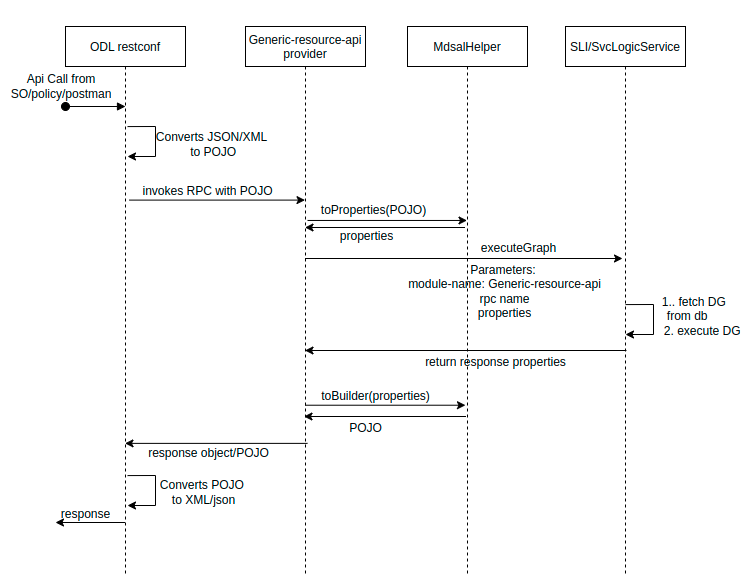 ODL restconf
Generic-resource-api
provider
MdsalHelper
SLI/SvcLogicService
Api Call from
SO/policy/postman
Converts JSON/XML
to POJO
invokes RPC with POJO
toProperties(POJO)
properties
executeGraph
Parameters:
module-name: Generic-resource-api
rpc name
properties
1.. fetch DG
from db
2. execute DG
return response properties
toBuilder(properties)
POJO
response object/POJO
Converts POJO
to XML/json
response